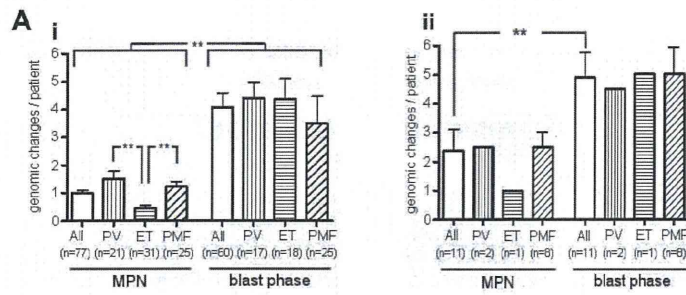 A
i
**
genomic changes / patient
6
5
4
3
2
1
0
** **
All PV ET PMF All PV ET PMF
(n=77) (n=21) (n=31) (n=25) (n=60) (n=17) (n=18) (n=25)
MPN blast phase
ii
**
genomic changes / patient
6
5
4
3
2
1
0
All PV ET PMF All PV ET PMF
(n=11) (n=2) (n=1) (n=8) (n=11) (n=2) (n=1) (n=8)
MPN blast phase